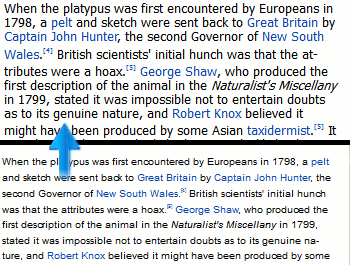 When the platypus was first encountered by Europeans in
1798, a pelt and sketch were sent back to Great Britain by
Captain John Hunter, the second Governor of New South
Wales.[4] British scientists' initial hunch was that the at-
tributes were a hoax.[5] George Shaw, who produced the
first description of the animal in the Naturalist's Miscellany
in 1799, stated it was impossible not to entertain doubts
as to its genuine nature, and Robert Knox believed it
might have been produced by some Asian taxidermist.[5] It
When the platypus was first encountered by Europeans in 1798, a pelt
and sketch were sent back to Great Britain by Captain John Hunter, the
second Governor of New South Wales.[4] British scientists' initial hunch
was that the attributes were a hoax.[5] George Shaw, who produced the
first description of the animal in the Naturalist's Miscellany in 1799,
stated it was impossible not to entertain doubts as to its genuine na-
ture, and Robert Knox believed it might have been produced by some